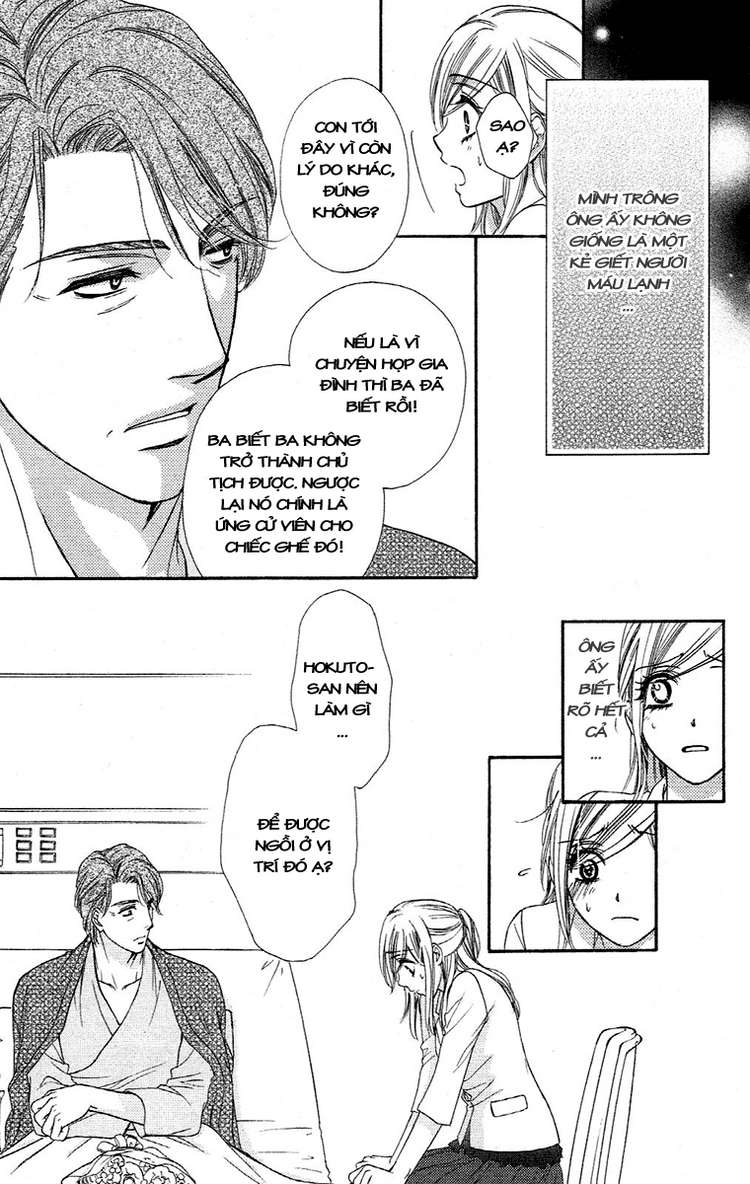 MÌNH TRÔNG
ÔNG ẤY KHÔNG
GIỐNG LÀ MỘT
KẺ GIẾT NGƯỜI
MÁU LẠNH
...
CON TỚI
ĐÂY VÌ CÒN
LÝ DO KHÁC,
ĐÚNG
KHÔNG?
SAO
Ạ?
NẾU LÀ VÌ
CHUYỆN HỌP GIA
ĐÌNH THÌ BA ĐÃ
BIẾT RỒI!
BA BIẾT BA KHÔNG
TRỞ THÀNH CHỦ
TỊCH ĐƯỢC. NGƯỢC
LẠI NÓ CHÍNH LÀ
ỨNG CỬ VIÊN CHO
CHIẾC GHẾ ĐÓ!
ÔNG
ẤY
BIẾT
RÕ HẾT
CẢ
...
HOKUTO-
SAN NÊN
LÀM GÌ
...
ĐỂ ĐƯỢC
NGỒI Ở VỊ
TRÍ ĐÓ Ạ?